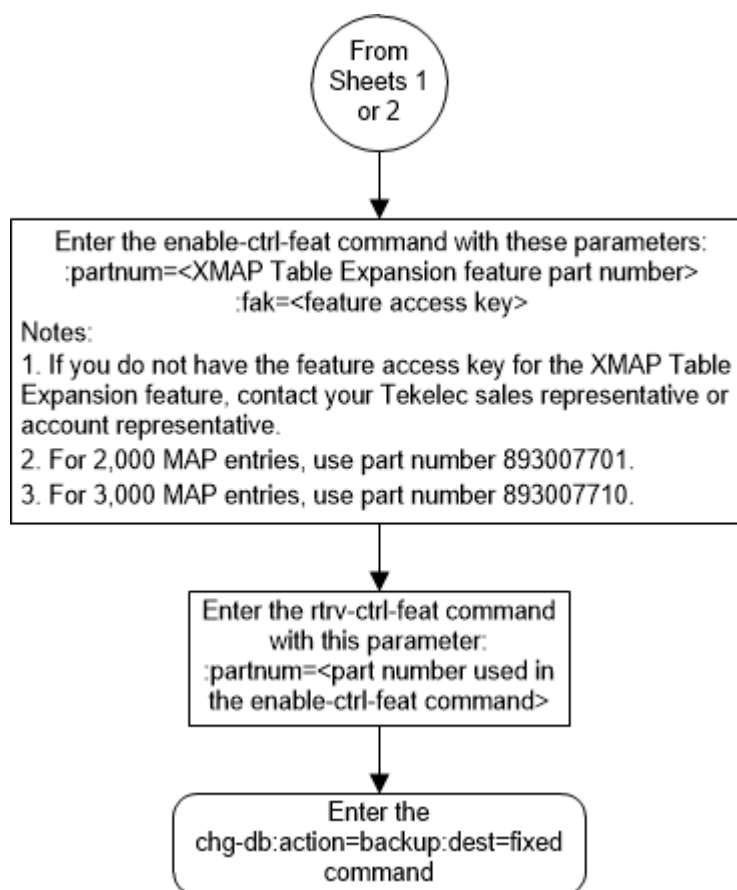 From
Sheets 1
or 2
Enter the enable-ctrl-feat command with these parameters:
:partnum=<XMAP Table Expansion feature part number>
:fak=<feature access key>
Notes:
1. If you do not have the feature access key for the XMAP Table
Expansion feature, contact your Tekelec sales representative or
account representative.
2. For 2,000 MAP entries, use part number 893007701.
3. For 3,000 MAP entries, use part number 893007710.
Enter the rtrv-ctrl-feat command
with this parameter:
:partnum=<part number used in
the enable-ctrl-feat command>
Enter the
chg-db:action=backup:dest=fixed
command